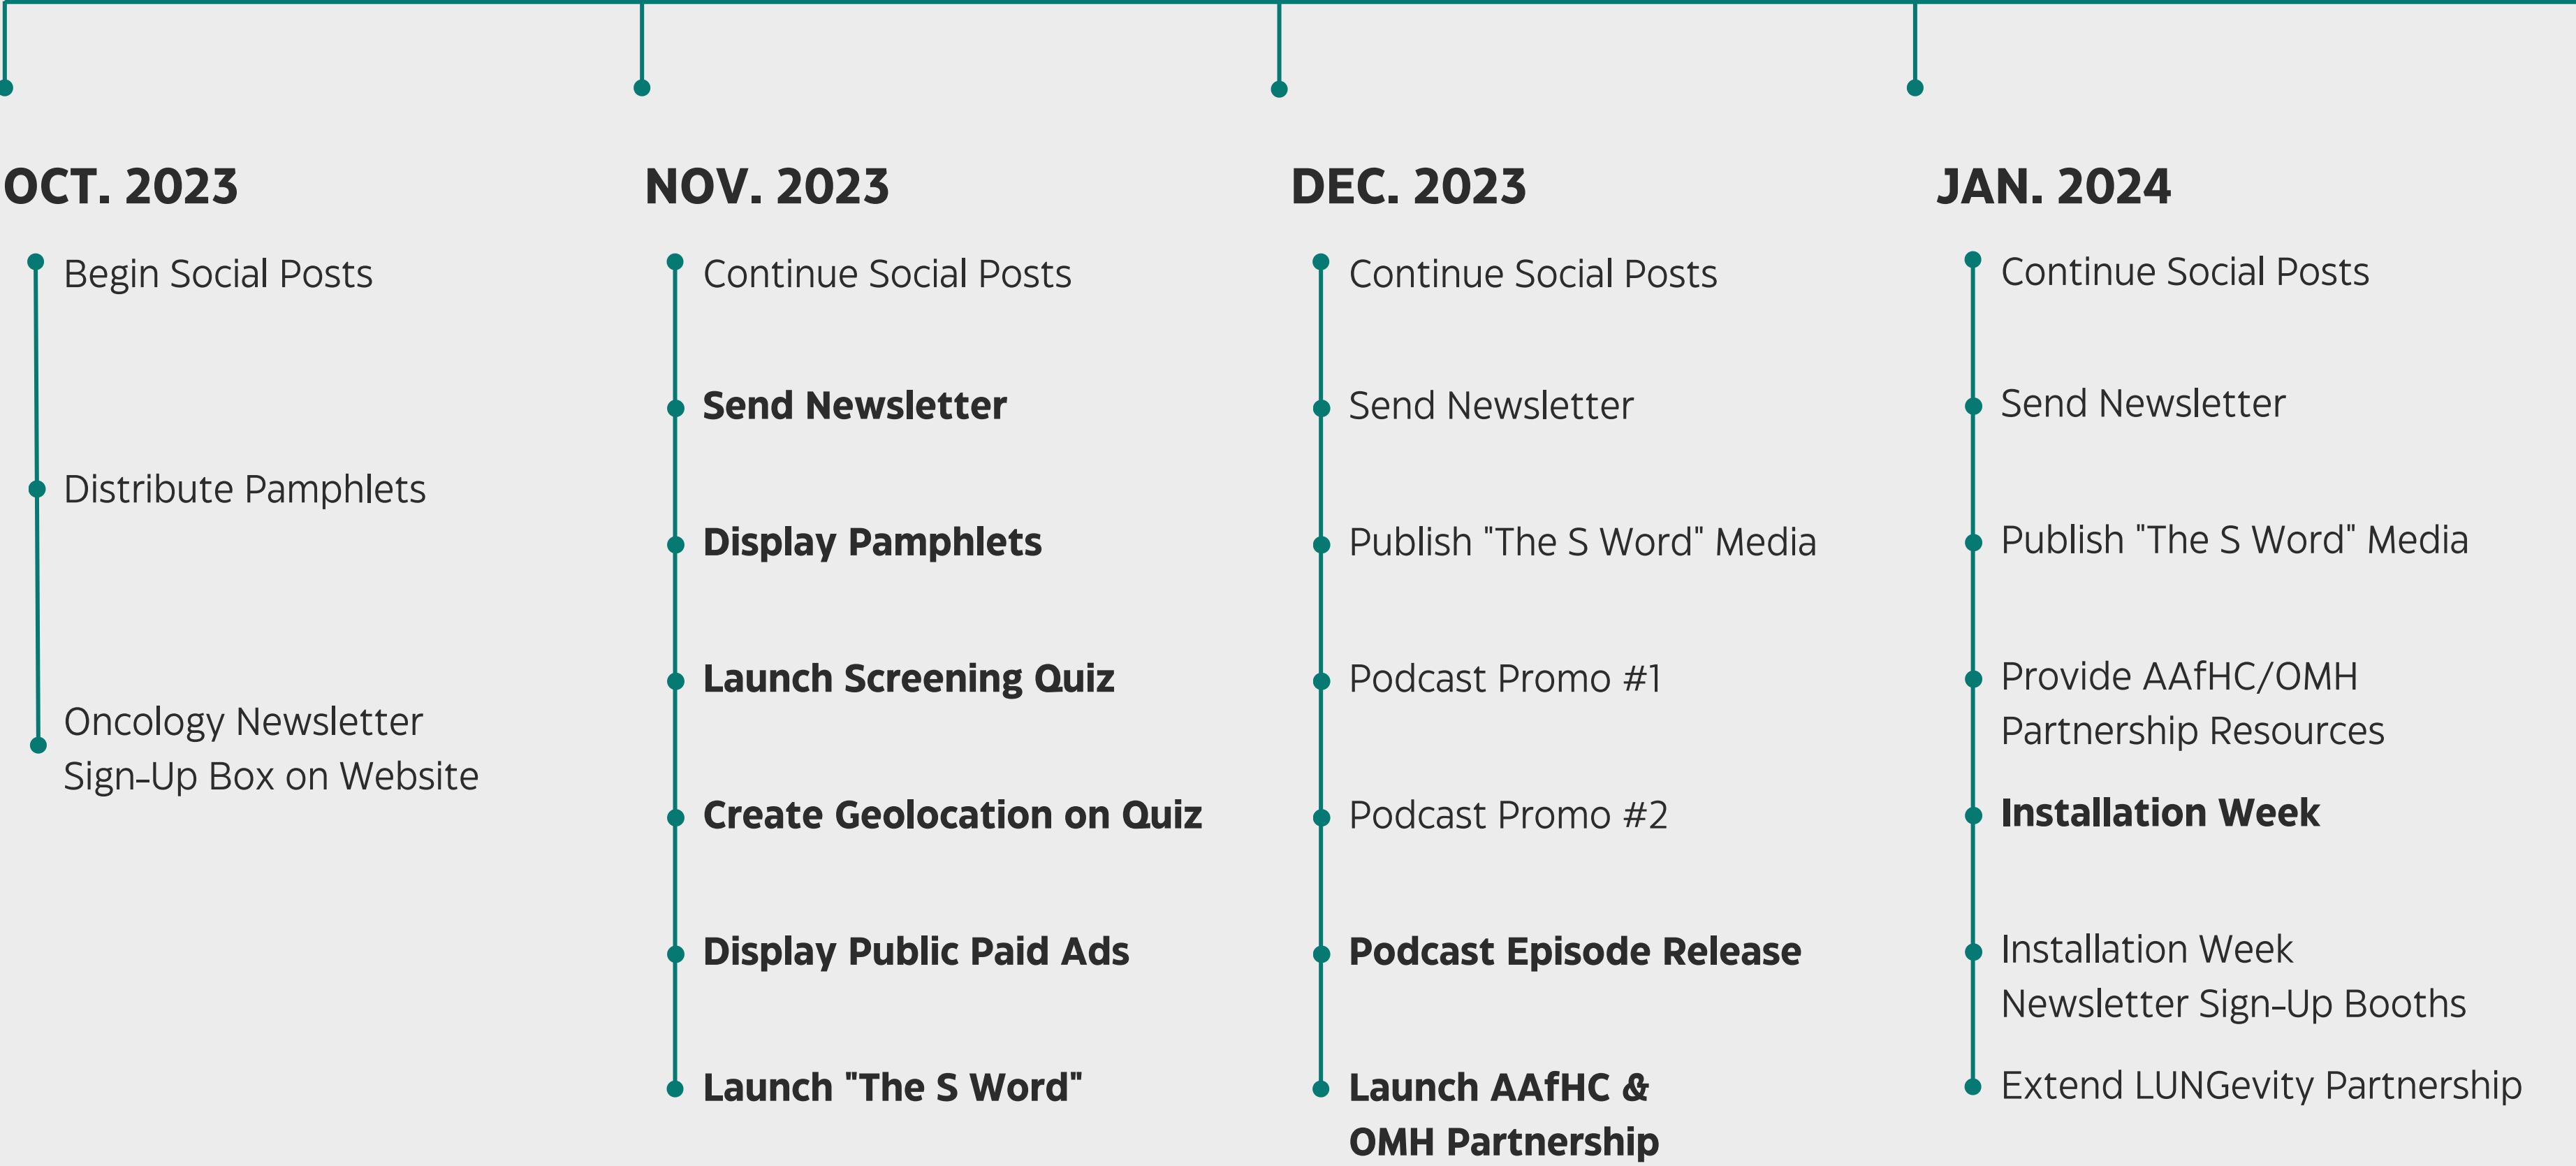 OCT. 2023
Begin Social Posts
Distribute Pamphlets
Oncology Newsletter
Sign-Up Box on Website
NOV. 2023
Continue Social Posts
Send Newsletter
Display Pamphlets
Launch Screening Quiz
Create Geolocation on Quiz
Display Public Paid Ads
Launch "The S Word"
DEC. 2023
Continue Social Posts
Send Newsletter
Publish "The S Word" Media
Podcast Promo #1
Podcast Promo #2
Podcast Episode Release
Launch AAfHC &
OMH Partnership
JAN. 2024
Continue Social Posts
Send Newsletter
Publish "The S Word" Media
Provide AAfHC/OMH
Partnership Resources
Installation Week
Installation Week
Newsletter Sign-Up Booths
Extend LUNGevity Partnership